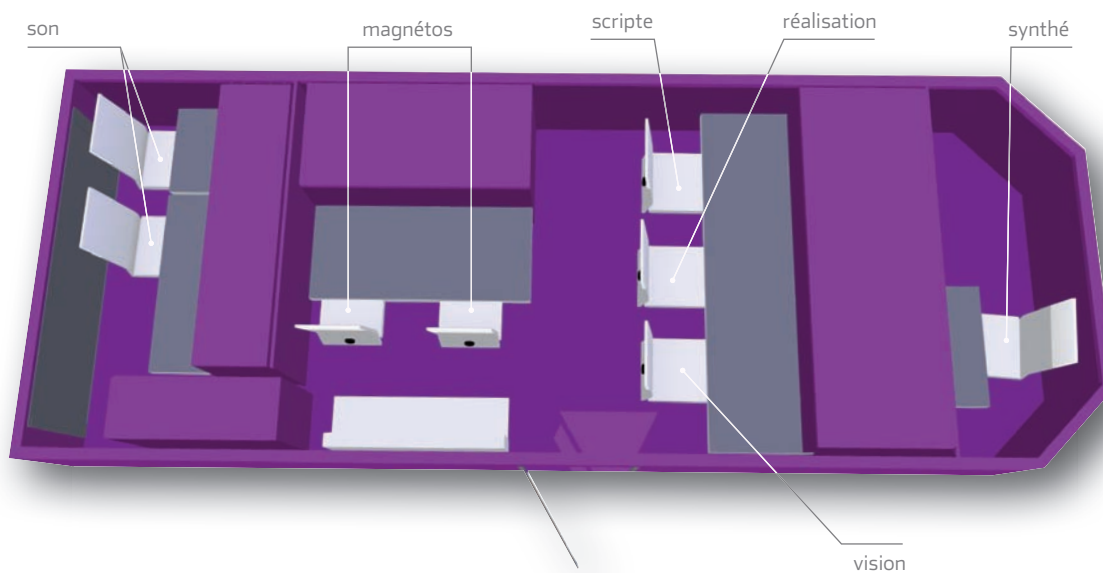 son
magnétos
scripte
réalisation
synthé
vision